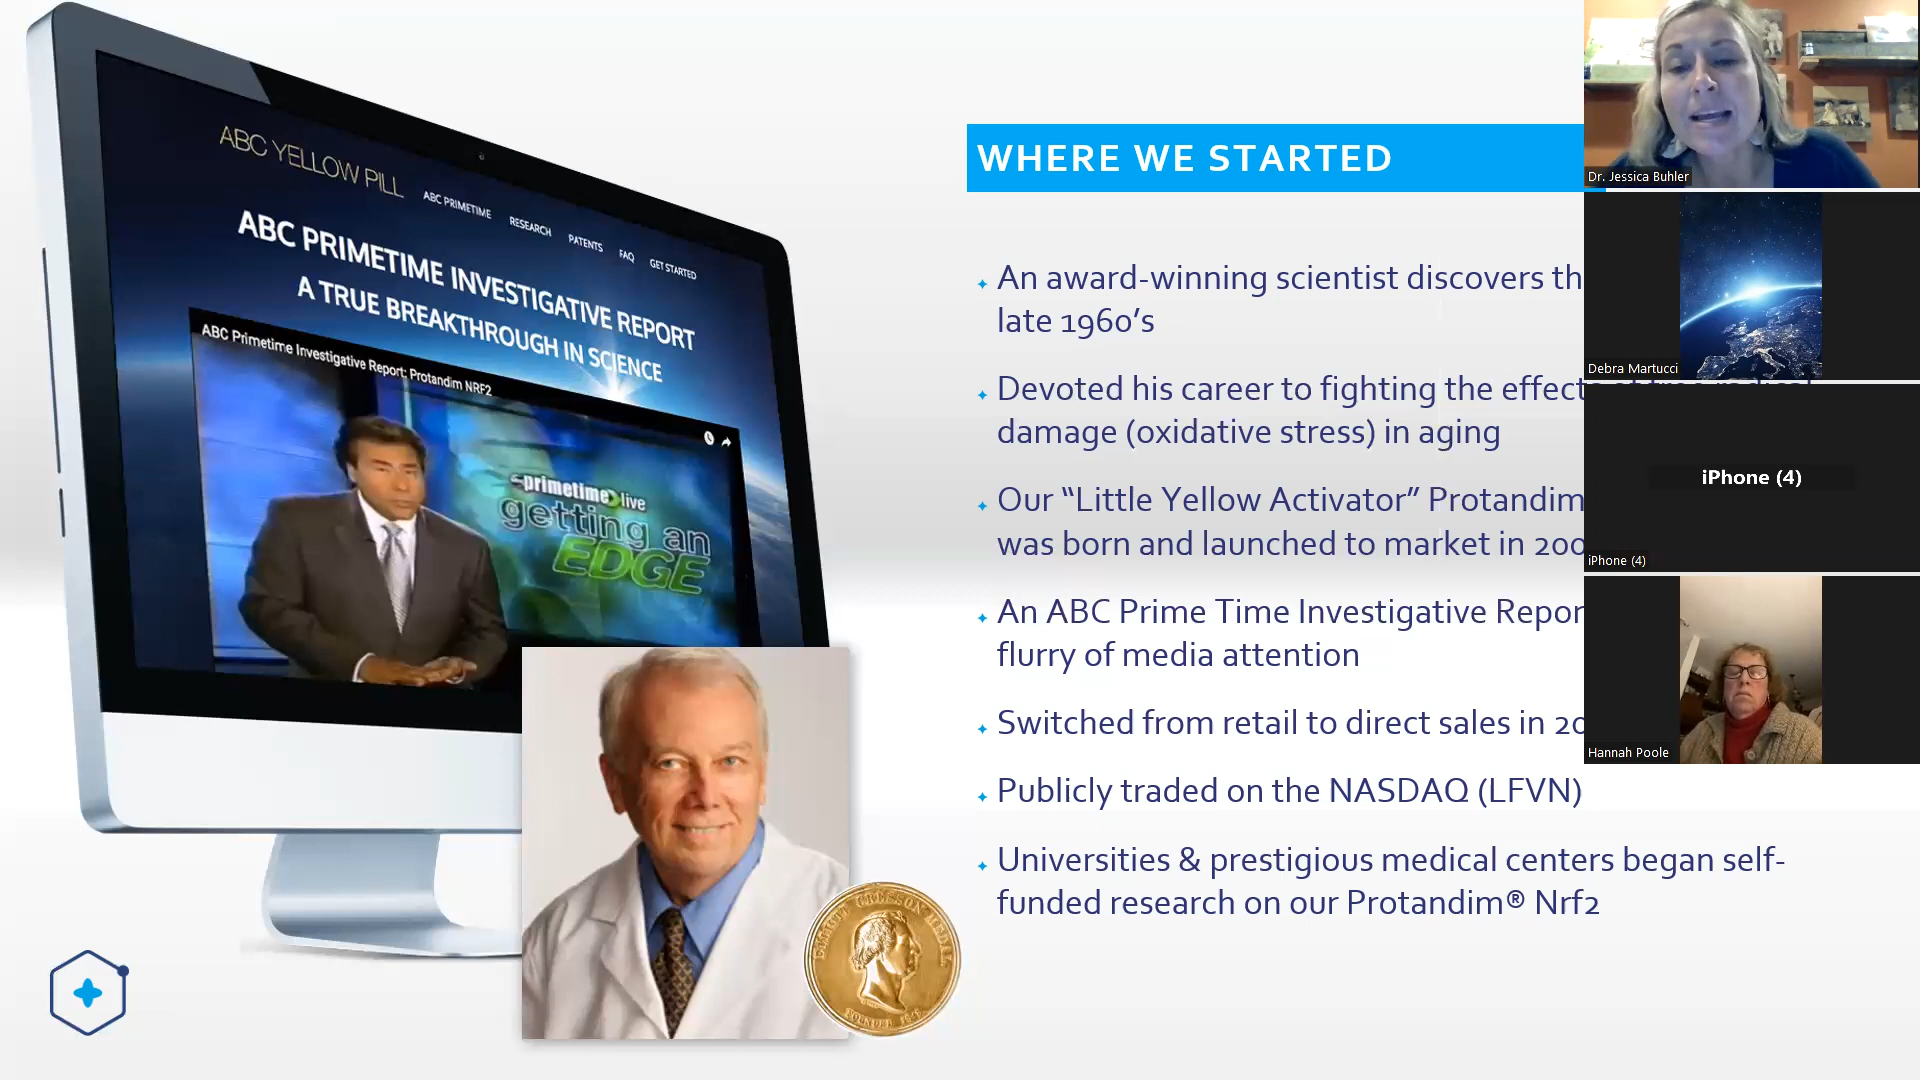 ABC YELLOW PILL
ABC PRIMETIME
RESEARCH
PATENTS
FAQ
GET STARTED
ABC PRIMETIME INVESTIGATIVE REPORT
A TRUE BREAKTHROUGH IN SCIENCE
ABC Primetime Investigative Report: Protandim NRF2
primetime live
getting an
EDGE
WHERE WE STARTED
An award-winning scientist discovers
late 1960's
Devoted his career to fighting the
damage (oxidative stress) in aging
Our “Little Yellow Activator” Protandim
was born and launched to market in
An ABC Prime Time Investigative
flurry of media attention
Switched from retail to direct sales in
Publicly traded on the NASDAQ (LFVN)
Universities & prestigious medical centers began self-
funded research on our Protandim® Nrf2
ELLIOTT CRESSON MEDAL
Dr. Jessica Buhler
Debra Martucci
iPhone (4)
iPhone (4)
Hannah Poole